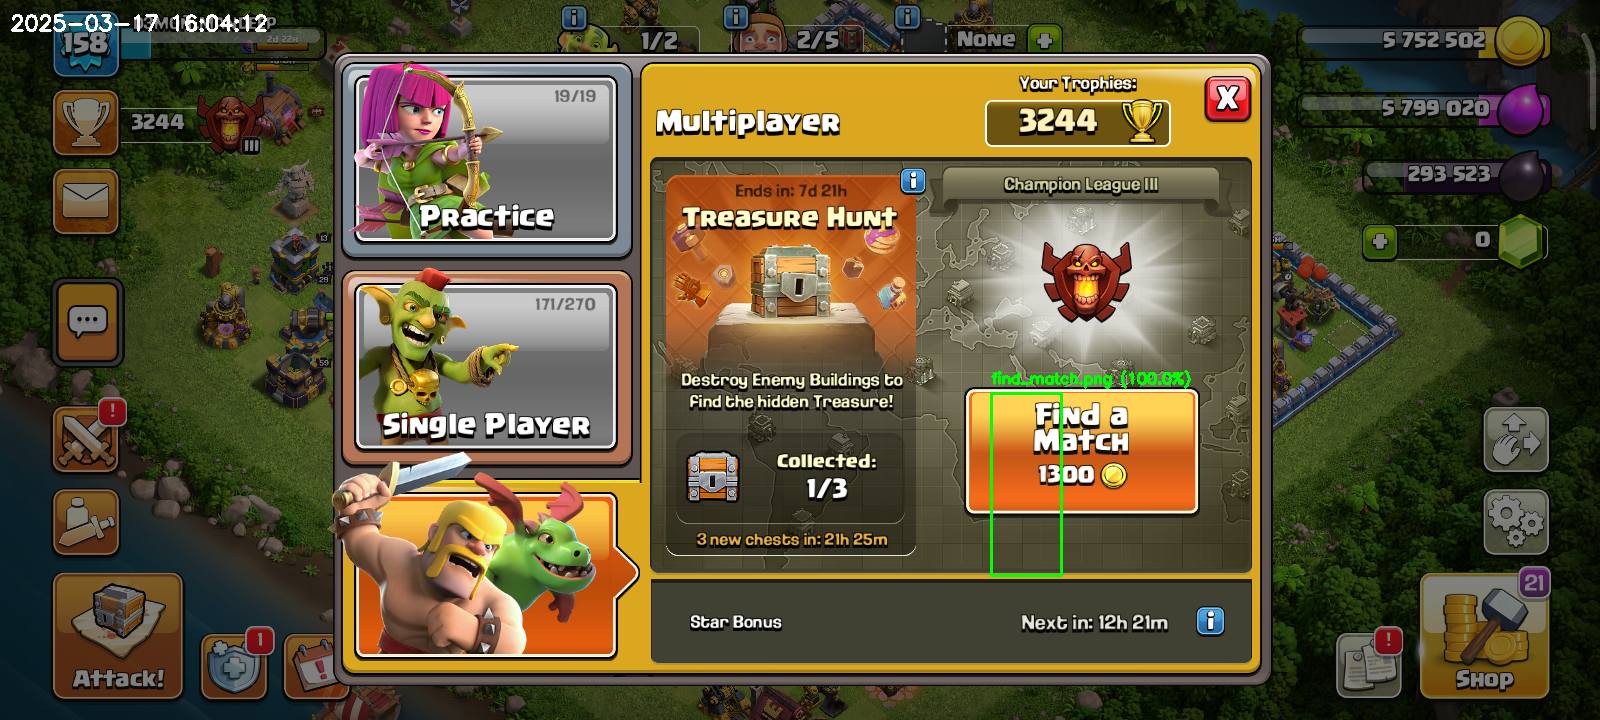 2025-03-17 16:04:12
158
2d 22h
1/2
2/5
None
5 752 502
3244
5 799 020
293 523
0
19/19
Practice
171/270
Single Player
Multiplayer
Your Trophies:
3244
X
Ends in: 7d 21h
Treasure Hunt
Destroy Enemy Buildings to
find the hidden Treasure!
Collected:
1/3
3 new chests in: 21h 25m
Champion League III
find_match.png (100.0%)
Find a
Match
1300
Star Bonus
Next in: 12h 21m
Attack!
1
21
Shop